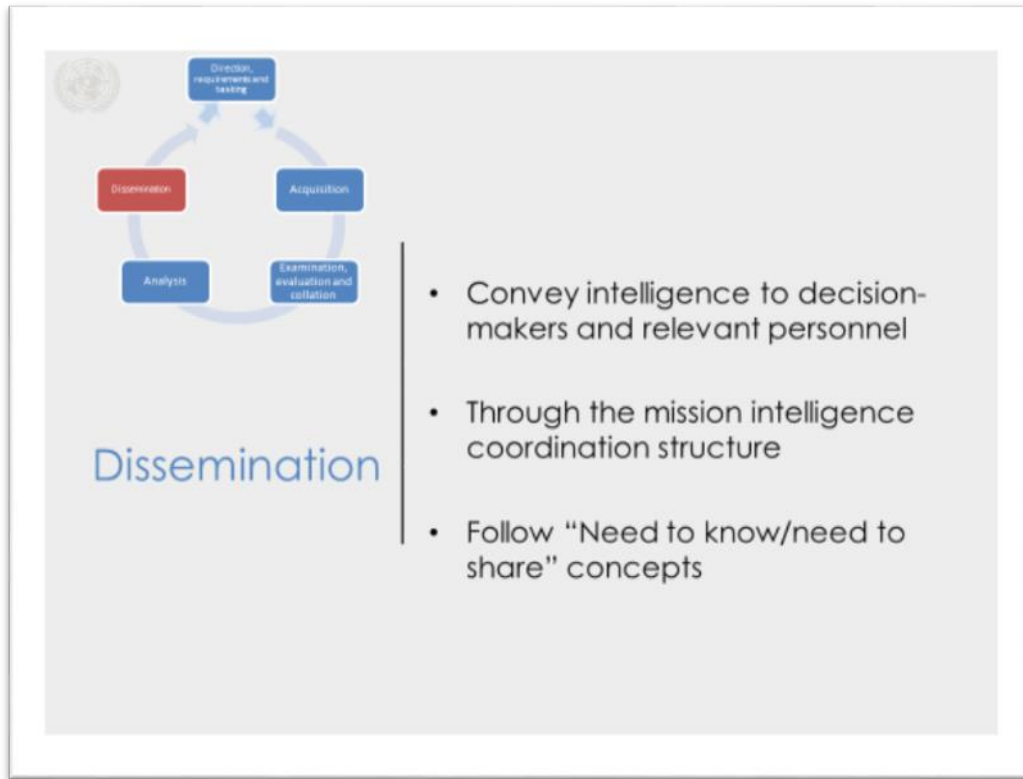 Direction,
requirements and
tasking
Dissemination
Acquisition
Analysis
Examination,
evaluation and
collation
Dissemination
• Convey intelligence to decision-
makers and relevant personnel
• Through the mission intelligence
coordination structure
• Follow “Need to know/need to
share” concepts